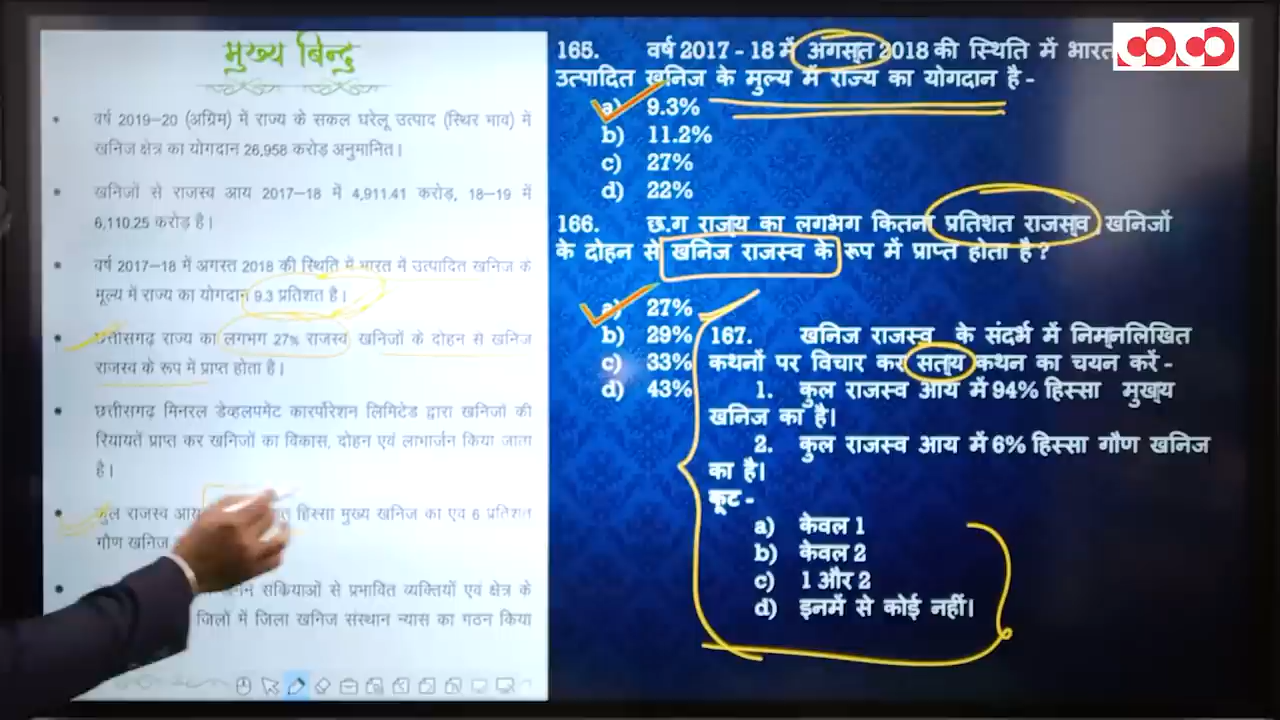 मुख्य बिन्दु
वर्ष 2019–20 (अग्रिम) में राज्य के सकल घरेलू उत्पाद (स्थिर भाव) में
खनिज क्षेत्र का योगदान 26,958 करोड़ अनुमानित।
खनिजों से राजस्व आय 2017–18 में 4,911.41 करोड़, 18–19 में
6,110.25 करोड़ है।
वर्ष 2017–18 में अगस्त 2018 की स्थिति में भारत में उत्पादित खनिज के
मूल्य में राज्य का योगदान 9.3 प्रतिशत है।
छत्तीसगढ़ राज्य का लगभग 27% राजस्व खनिजों के दोहन से खनिज
राजस्व के रूप में प्राप्त होता है।
छत्तीसगढ़ मिनरल डेव्हलपमेंट कारपोंरेशन लिमिटेड द्वारा खनिजों की
रियायतें प्राप्त कर खनिजों का विकास, दोहन एवं लाभार्जन किया जाता
है।
कुल राजस्व आय हिस्सा मुख्य खनिज का एवं 6 प्रतिशत
गौण खनिज
से प्रभावित व्यक्तियों एवं क्षेत्र के
जिलों में जिला खनिज संस्थान न्यास का गठन किया
165. वर्ष 2017 - 18 में अगस्त 2018 की स्थिति में भारत
उत्पादित खनिज के मुल्य में राज्य का योगदान है -
a) 9.3%
b) 11.2%
c) 27%
d) 22%
166. छ.ग राज्य का लगभग कितना प्रतिशत राजस्व खनिजों
के दोहन से खनिज राजस्व के रूप में प्राप्त होता है ?
a) 27%
b) 29%
c) 33%
d) 43%
167. खनिज राजस्व के संदर्भ में निम्नलिखित
कथनों पर विचार कर सत्य कथन का चयन करें -
1. कुल राजस्व आय में 94% हिस्सा मुख्य
खनिज का है।
2. कुल राजस्व आय में 6% हिस्सा गौण खनिज
का है।
कूट -
a) केवल 1
b) केवल 2
c) 1 और 2
d) इनमें से कोई नहीं।